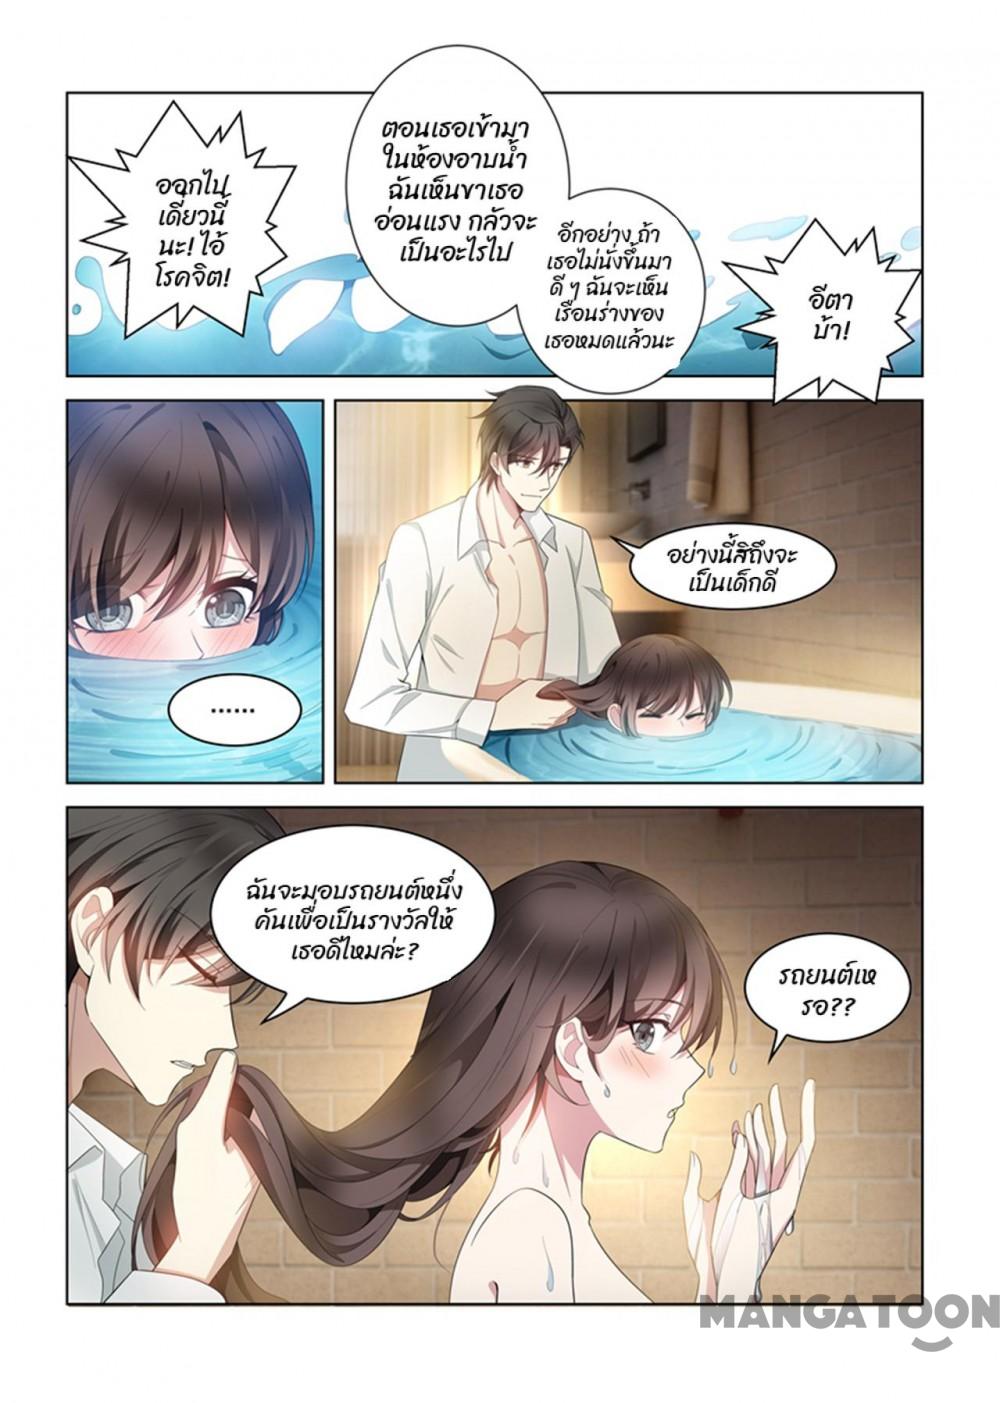 ออกไป
เดี๋ยวนี้
นะ! ไอ้
โรคจิต!
ตอนเธอเข้ามา
ในห้องอาบน้ำ
ฉันเห็นขาเธอ
อ่อนแรง กลัวจะ
เป็นอะไรไป
อีกอย่าง ถ้า
เธอไม่นั่งขึ้นมา
ดี ๆ ฉันจะเห็น
เรือนร่างของ
เธอหมดแล้วนะ
อีตา
บ้า!
......
อย่างนี้สิถึงจะ
เป็นเด็กดี
ฉันจะมอบรถยนต์หนึ่ง
คันเพื่อเป็นรางวัลให้
เธอดีไหมล่ะ?
รถยนต์เห
รอ??
MANGATOON